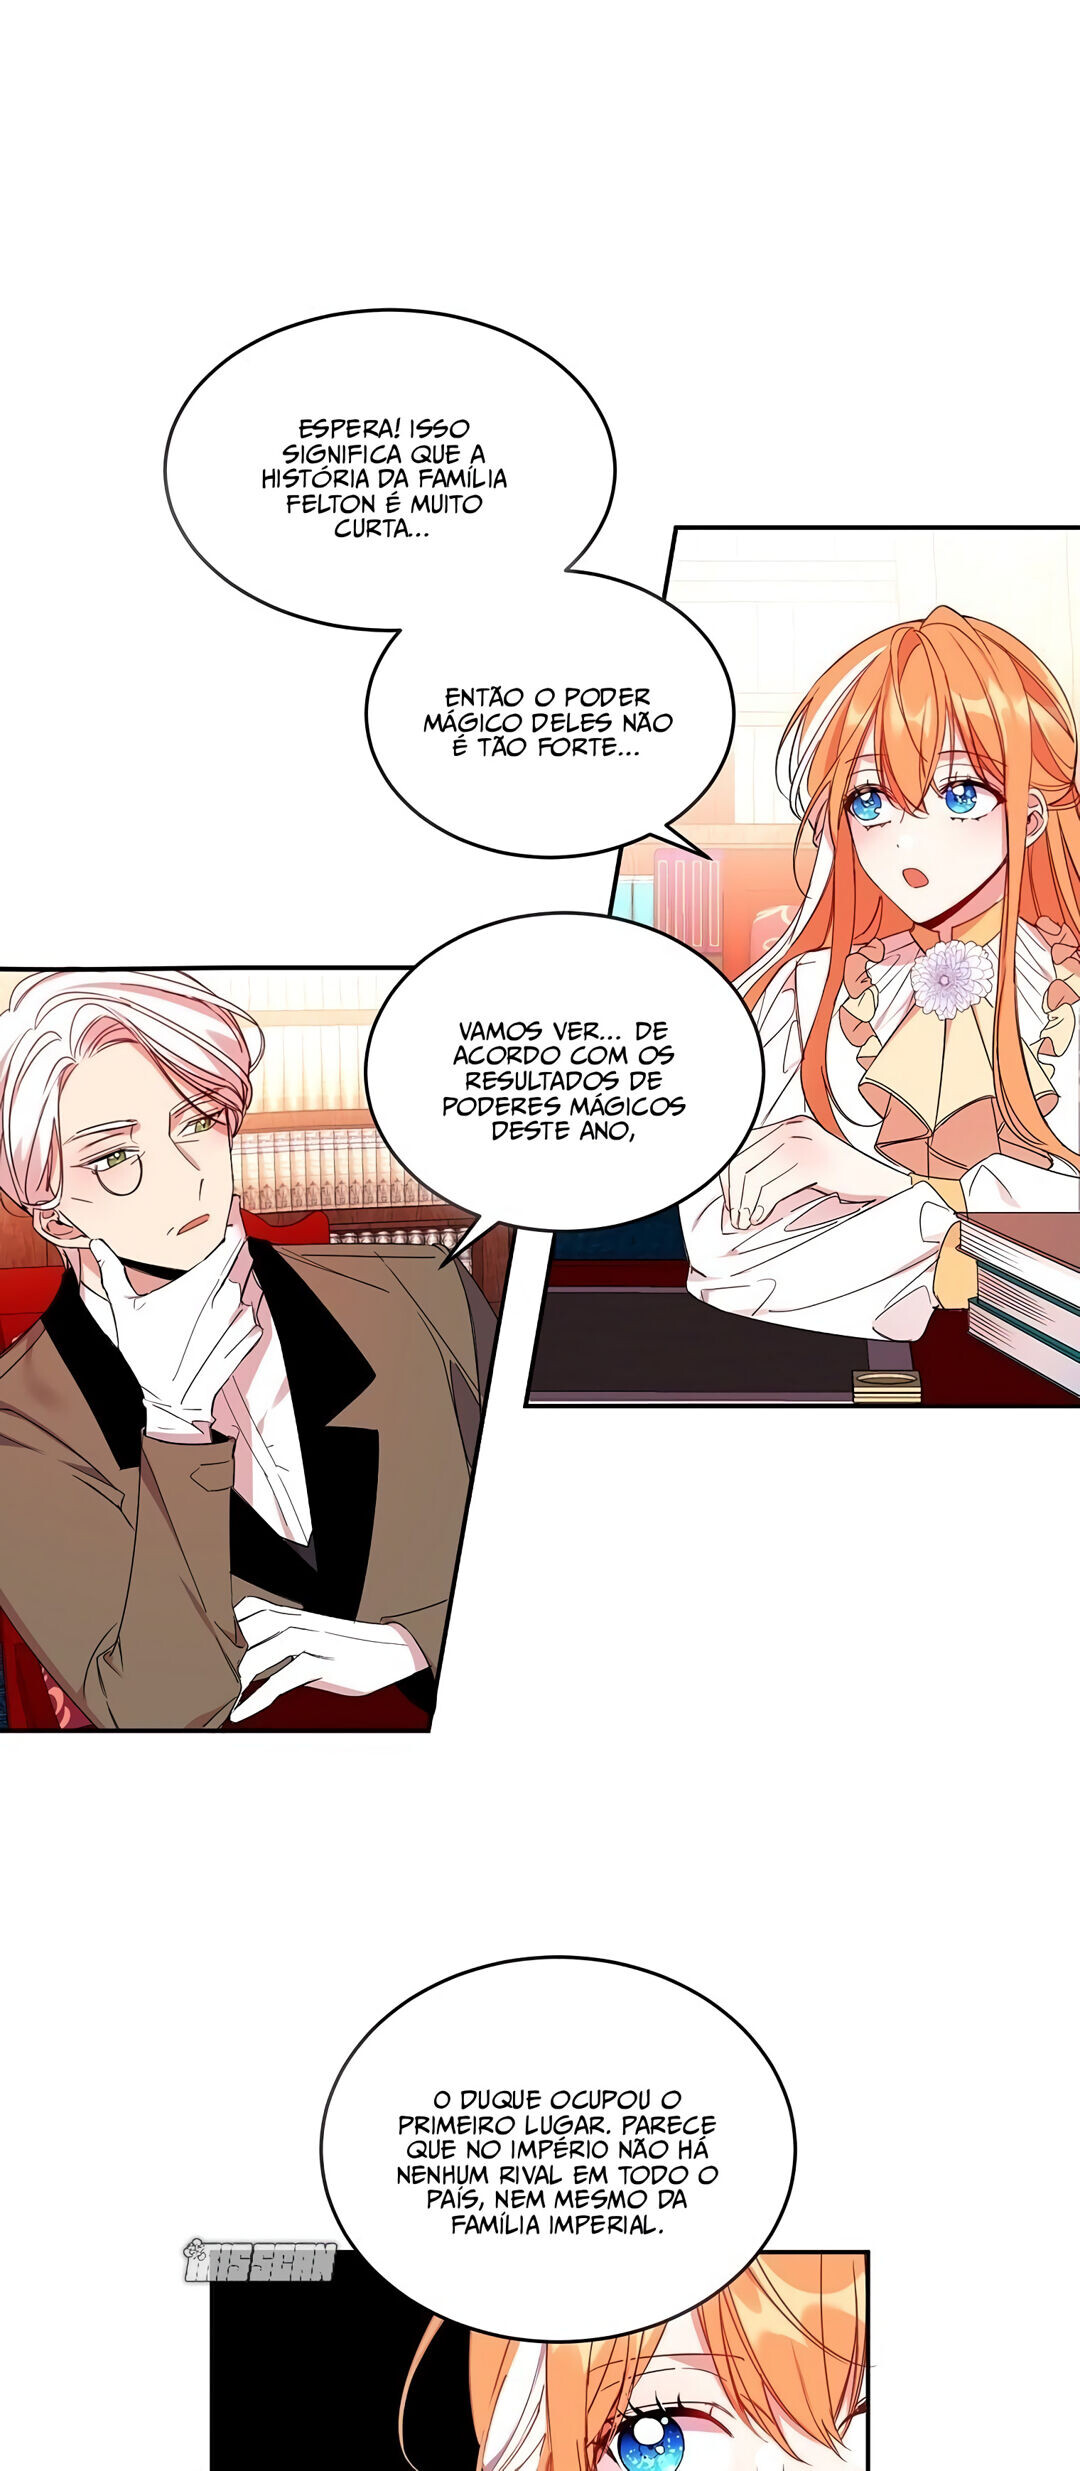 ESPERA! ISSO
SIGNIFICA QUE A
HISTÓRIA DA FAMÍLIA
FELTON É MUITO
CURTA...
ENTÃO O PODER
MÁGICO DELES NÃO
É TÃO FORTE...
VAMOS VER... DE
ACORDO COM OS
RESULTADOS DE
PODERES MÁGICOS
DESTE ANO,
O DUQUE OCUPOU O
PRIMEIRO LUGAR. PARECE
QUE NO IMPÉRIO NÃO HÁ
NENHUM RIVAL EM TODO O
PAÍS, NEM MESMO DA
FAMÍLIA IMPERIAL.